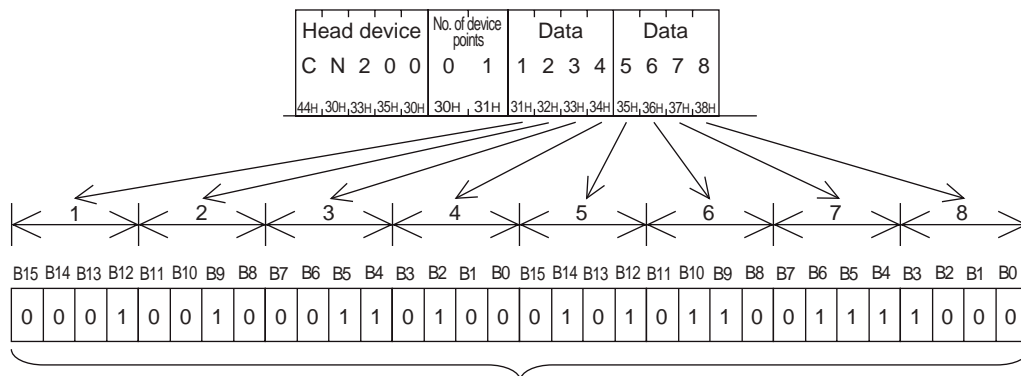 Head device No. of device points Data Data
C N 2 0 0 0 1 1 2 3 4 5 6 7 8
44H 30H 33H 35H 30H 30H 31H 31H 32H 33H 34H 35H 36H 37H 38H
1 2 3 4 5 6 7 8
B15 B14 B13 B12 B11 B10 B9 B8 B7 B6 B5 B4 B3 B2 B1 B0 B15 B14 B13 B12 B11 B10 B9 B8 B7 B6 B5 B4 B3 B2 B1 B0
0 0 0 1 0 0 1 0 0 0 1 1 0 1 0 0 0 1 0 1 0 1 1 0 0 1 1 1 1 0 0 0